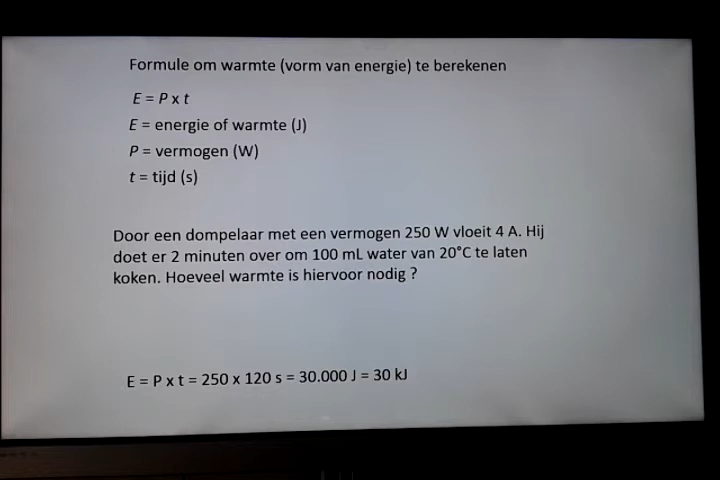 Formule om warmte (vorm van energie) te berekenen
E = P x t
E = energie of warmte (J)
P = vermogen (W)
t = tijd (s)
Door een dompelaar met een vermogen 250 W vloeit 4 A. Hij
doet er 2 minuten over om 100 mL water van 20°C te laten
koken. Hoeveel warmte is hiervoor nodig ?
E = P x t = 250 x 120 s = 30.000 J = 30 kJ